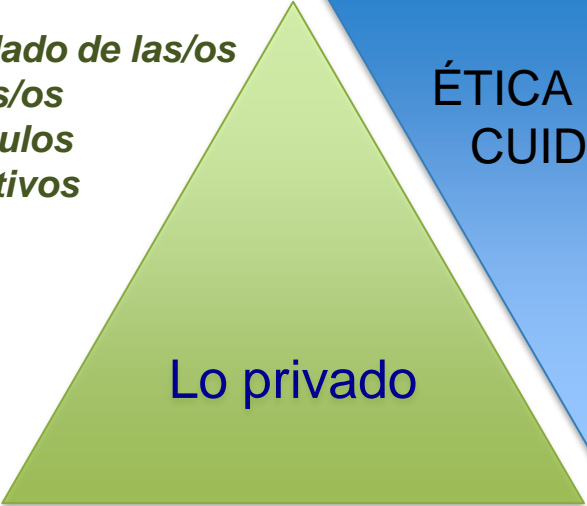 lado de las/os
s/os
ulos
tivos
ÉTICA
CUID
Lo privado